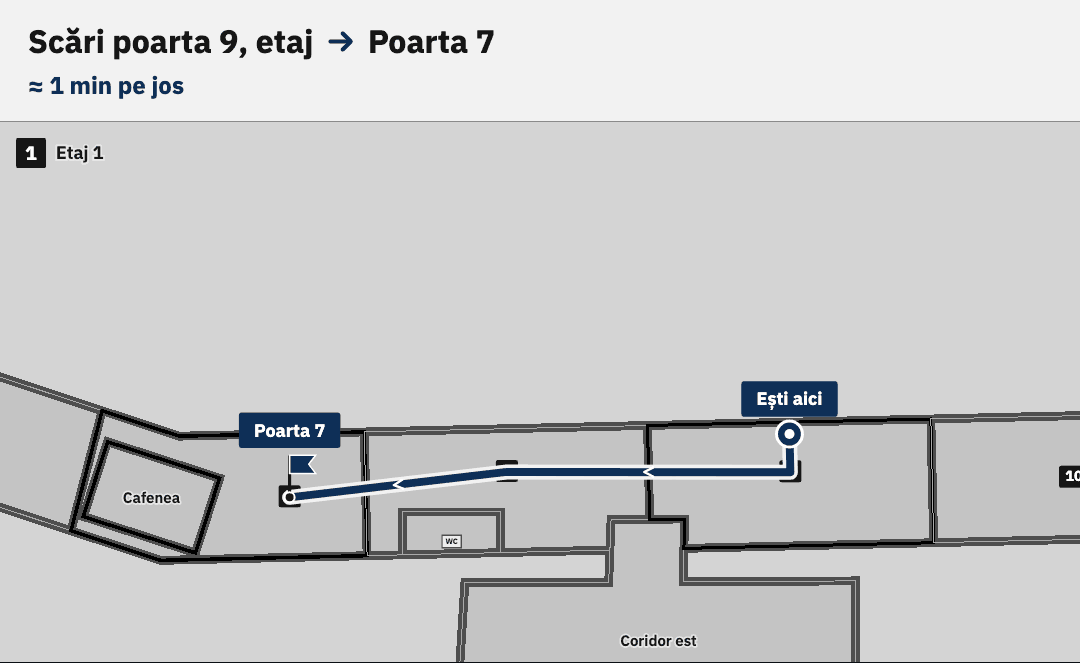 Scări poarta 9, etaj → Poarta 7
≈ 1 min pe jos
1 Etaj 1
Ești aici
Poarta 7
10
Cafenea
WC
Coridor est